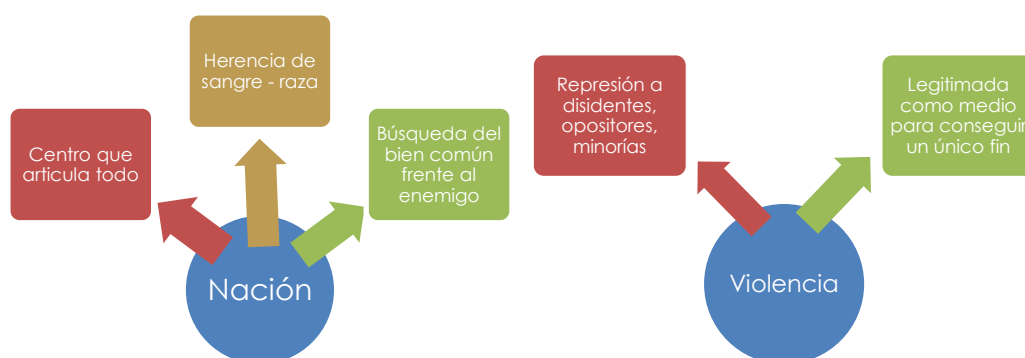 Herencia de
sangre - raza
Centro que
articula todo
Búsqueda del
bien común
frente al
enemigo
Nación
Represión a
disidentes,
opositores,
minorías
Legitimada
como medio
para conseguir
un único fin
Violencia